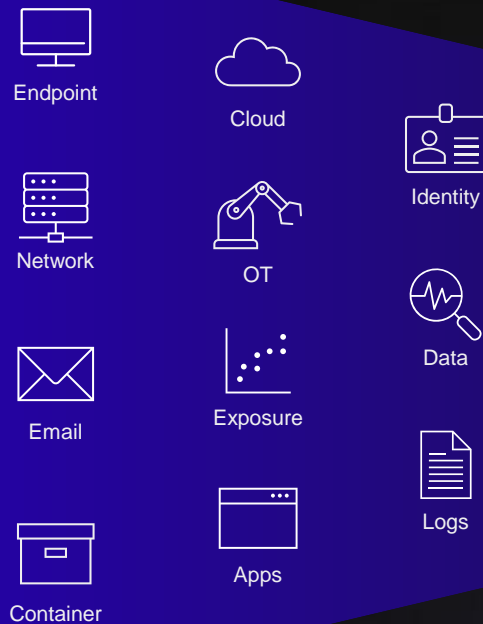 Endpoint
Network
Email
Container
Cloud
OT
Exposure
Apps
Identity
Data
Logs